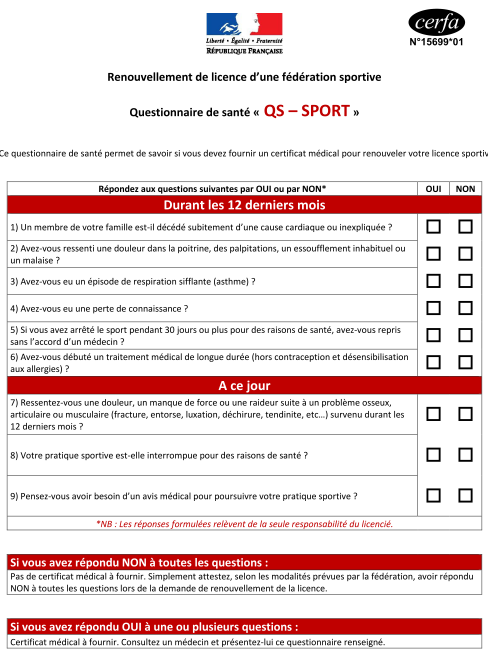 cerfa
N°15699*01
Liberté • Égalité • Fraternité
RÉPUBLIQUE FRANÇAISE
Renouvellement de licence d’une fédération sportive
Questionnaire de santé « QS – SPORT »
Ce questionnaire de santé permet de savoir si vous devez fournir un certificat médical pour renouveler votre licence sportiv
Répondez aux questions suivantes par OUI ou par NON* OUI NON
Durant les 12 derniers mois
1) Un membre de votre famille est-il décédé subitement d’une cause cardiaque ou inexpliquée ?
2) Avez-vous ressenti une douleur dans la poitrine, des palpitations, un essoufflement inhabituel ou
un malaise ?
3) Avez-vous eu un épisode de respiration sifflante (asthme) ?
4) Avez-vous eu une perte de connaissance ?
5) Si vous avez arrêté le sport pendant 30 jours ou plus pour des raisons de santé, avez-vous repris
sans l’accord d’un médecin ?
6) Avez-vous débuté un traitement médical de longue durée (hors contraception et désensibilisation
aux allergies) ?
A ce jour
7) Ressentez-vous une douleur, un manque de force ou une raideur suite à un problème osseux,
articulaire ou musculaire (fracture, entorse, luxation, déchirure, tendinite, etc…) survenu durant les
12 derniers mois ?
8) Votre pratique sportive est-elle interrompue pour des raisons de santé ?
9) Pensez-vous avoir besoin d’un avis médical pour poursuivre votre pratique sportive ?
*NB : Les réponses formulées relèvent de la seule responsabilité du licencié.
Si vous avez répondu NON à toutes les questions :
Pas de certificat médical à fournir. Simplement attestez, selon les modalités prévues par la fédération, avoir répondu
NON à toutes les questions lors de la demande de renouvellement de la licence.
Si vous avez répondu OUI à une ou plusieurs questions :
Certificat médical à fournir. Consultez un médecin et présentez-lui ce questionnaire renseigné.